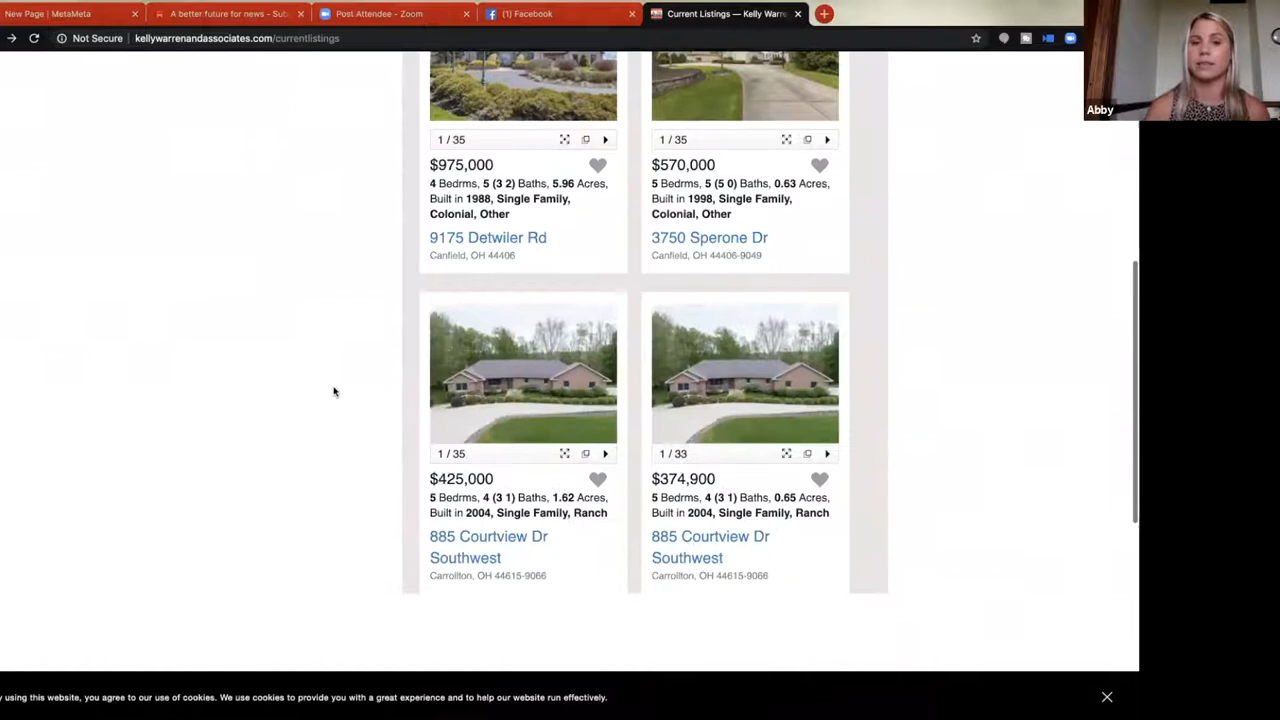 New Page | MetaMeta
A better future for news - Sub
Post Attendee - Zoom
(1) Facebook
Current Listings — Kelly Warre
Not Secure | kellywarrenandassociates.com/currentlistings
Abby
1 / 35
$975,000
4 Bedrms, 5 (3 2) Baths, 5.96 Acres,
Built in 1988, Single Family,
Colonial, Other
9175 Detwiler Rd
Canfield, OH 44406
1 / 35
$570,000
5 Bedrms, 5 (5 0) Baths, 0.63 Acres,
Built in 1998, Single Family,
Colonial, Other
3750 Sperone Dr
Canfield, OH 44406-9049
1 / 35
$425,000
5 Bedrms, 4 (3 1) Baths, 1.62 Acres,
Built in 2004, Single Family, Ranch
885 Courtview Dr
Southwest
Carrollton, OH 44615-9066
1 / 33
$374,900
5 Bedrms, 4 (3 1) Baths, 0.65 Acres,
Built in 2004, Single Family, Ranch
885 Courtview Dr
Southwest
Carrollton, OH 44615-9066
y using this website, you agree to our use of cookies. We use cookies to provide you with a great experience and to help our website run effectively.